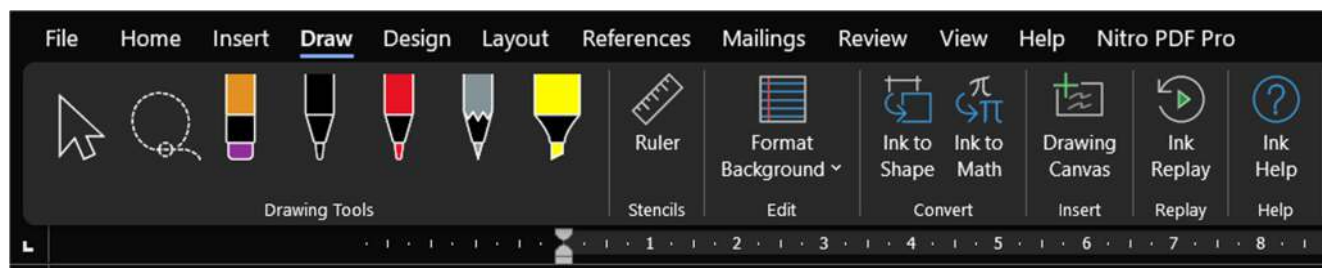 File Home Insert Draw Design Layout References Mailings Review View Help Nitro PDF Pro
Ruler Format Background Ink to Shape Ink to Math Drawing Canvas Ink Replay Ink Help
Drawing Tools Stencils Edit Convert Insert Replay Help
1 2 3 4 5 6 7 8